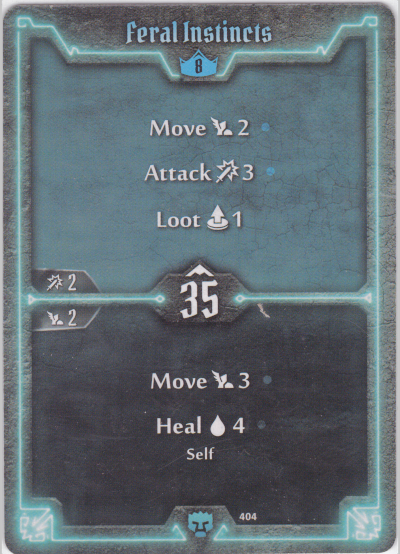 Feral Instincts
8
Move 2
Attack 3
Loot 1
2
35
2
Move 3
Heal 4
Self
404